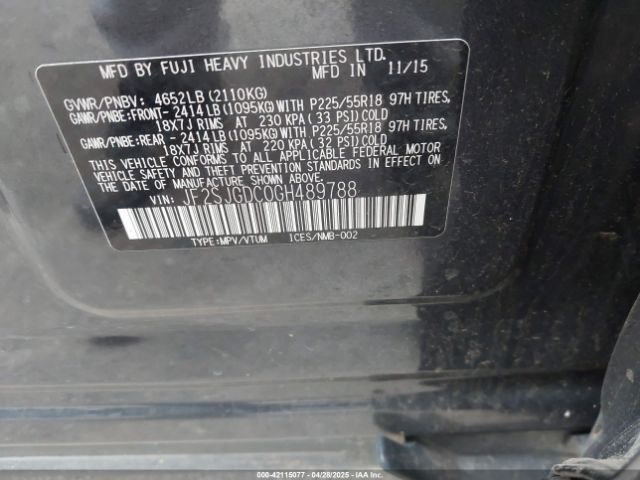 MFD BY FUJI HEAVY INDUSTRIES LTD.
MFD IN 11/15
GVWR/PNBV: 4652LB (2110KG)
GAWR/PNBE:FRONT- 2414LB(1095KG)WITH P225/55R18 97H TIRES,
18X7J RIMS AT 230 KPA ( 33 PSI)COLD
GAWR/PNBE:REAR - 2414LB(1095KG)WITH P225/55R18 97H TIRES,
18X7J RIMS AT 220 KPA ( 32 PSI)COLD
THIS VEHICLE CONFORMS TO ALL APPLICABLE FEDERAL MOTOR
VEHICLE SAFETY AND THEFT PREVENTION STANDARDS IN EFFECT ON
THE DATE OF MANUFACTURE SHOWN ABOVE.
VIN: JF2SJGDC0GH489788
TYPE:MPV/VTUM ICES/NMB-002
000-42115077 - 04/28/2025 - IAAI.COM